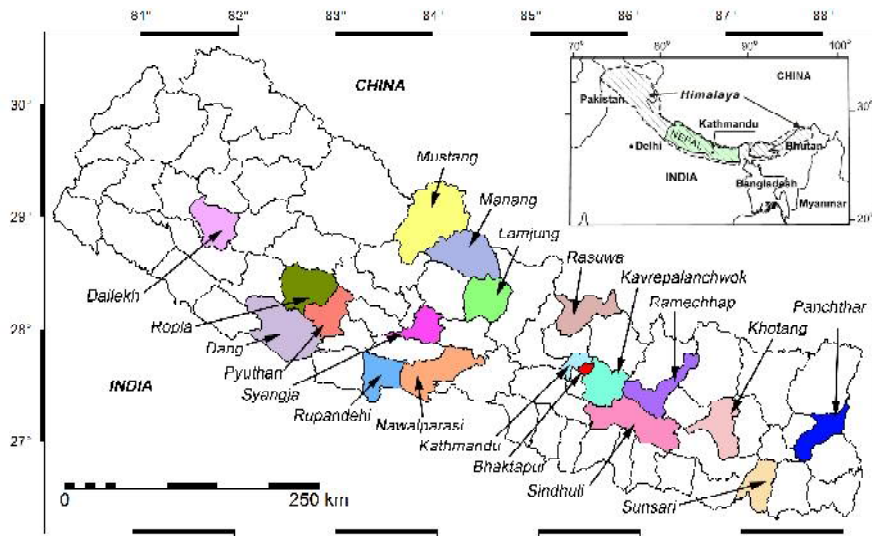 81° 82° 83° 84° 85° 86° 87° 88°
70° 80° 90° 100°
CHINA
CHINA
30°
Pakistan
Himalaya
30°
Kathmandu
NEPAL
Delhi
Bhutan
INDIA
Mustang
Bangladesh
Manang
Myanmar
29°
Lamjung
20°
Rasuwa
Kavrepalanchwok
Dailekh
Ramechhap
Panchthar
Ropla
Khotang
28°
Dang
Pyuthan
INDIA
Syangja
Rupandehi
Nawalparasi
Kathmandu
27°
Bhaktapur
Sindhuli
0 250 km
Sunsari